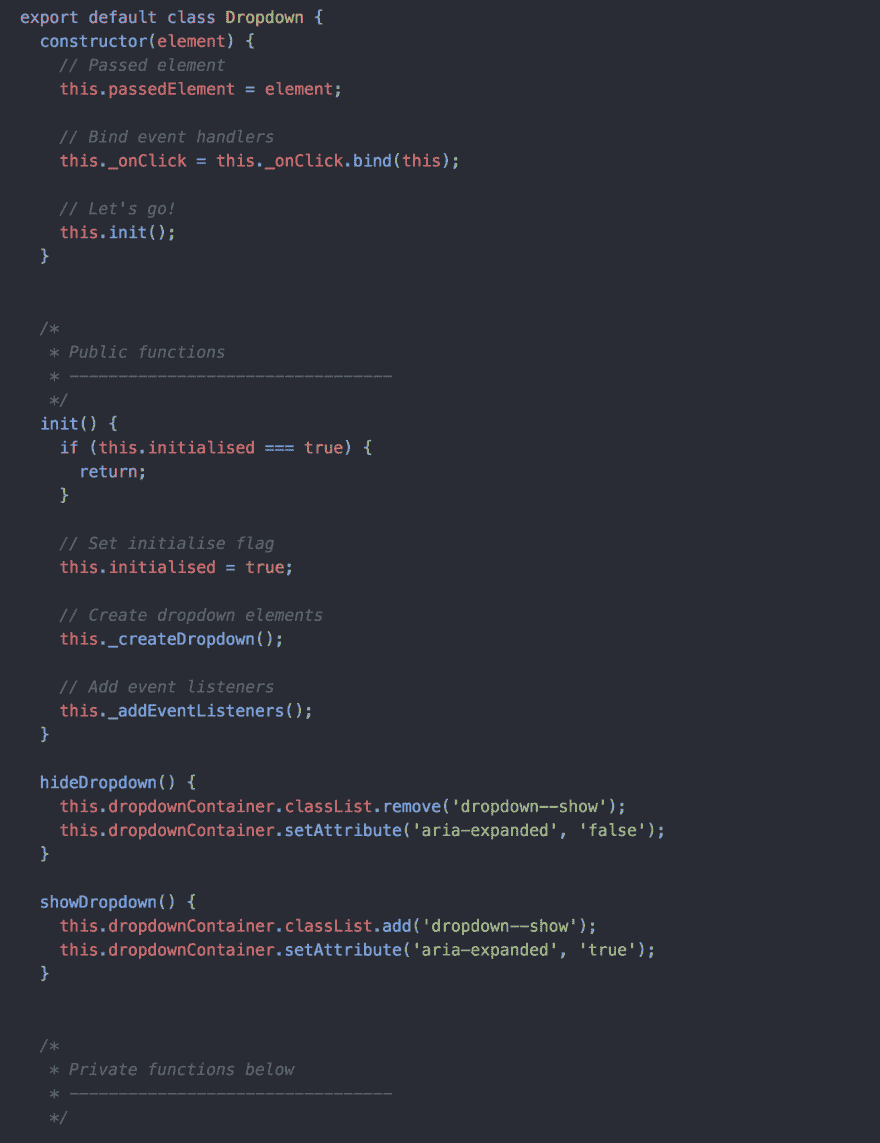 export default class Dropdown {
  constructor(element) {
    // Passed element
    this.passedElement = element;

    // Bind event handlers
    this._onClick = this._onClick.bind(this);

    // Let's go!
    this.init();
  }


  /*
   * Public functions
   * ---------------------------------
   */
  init() {
    if (this.initialised === true) {
      return;
    }

    // Set initialise flag
    this.initialised = true;

    // Create dropdown elements
    this._createDropdown();

    // Add event listeners
    this._addEventListeners();
  }

  hideDropdown() {
    this.dropdownContainer.classList.remove('dropdown--show');
    this.dropdownContainer.setAttribute('aria-expanded', 'false');
  }

  showDropdown() {
    this.dropdownContainer.classList.add('dropdown--show');
    this.dropdownContainer.setAttribute('aria-expanded', 'true');
  }


  /*
   * Private functions below
   * ---------------------------------
   */